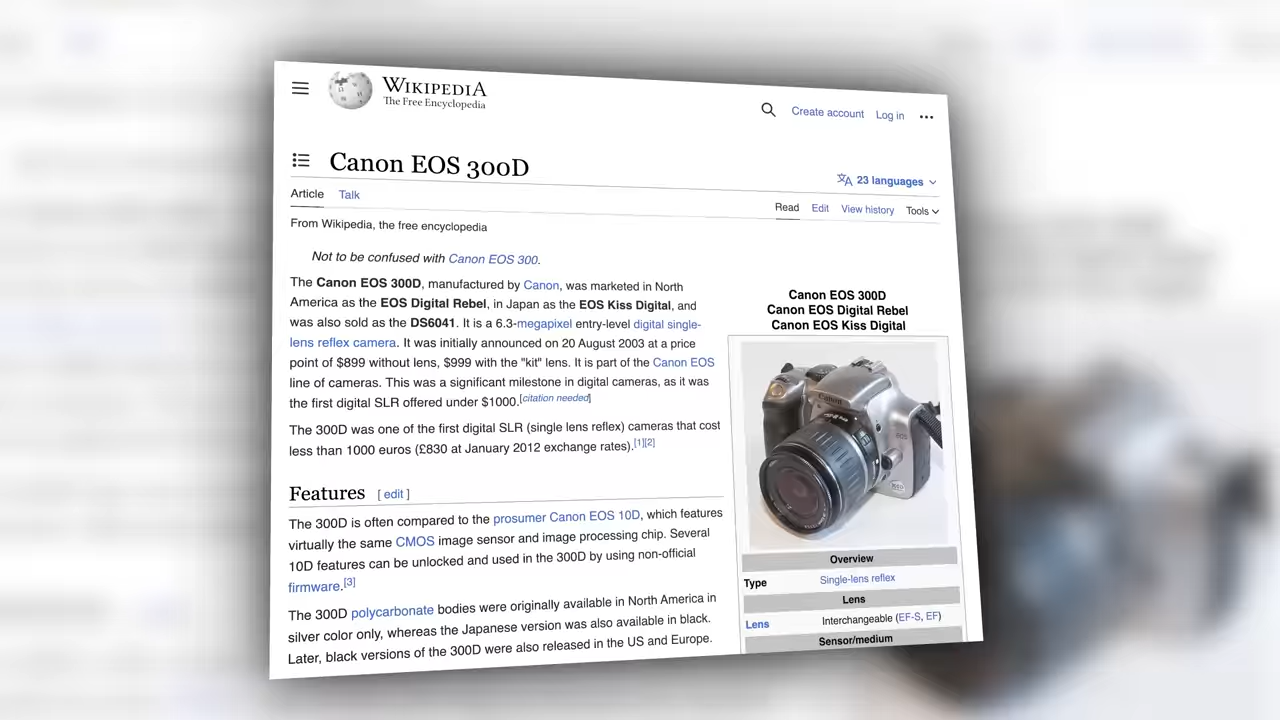 WIKIPEDIA
The Free Encyclopedia
Create account Log in
Canon EOS 300D
23 languages
Article Talk
Read Edit View history Tools
From Wikipedia, the free encyclopedia
Not to be confused with Canon EOS 300.
The Canon EOS 300D, manufactured by Canon, was marketed in North
America as the EOS Digital Rebel, in Japan as the EOS Kiss Digital, and
was also sold as the DS6041. It is a 6.3-megapixel entry-level digital single-
lens reflex camera. It was initially announced on 20 August 2003 at a price
point of $899 without lens, $999 with the "kit" lens. It is part of the Canon EOS
line of cameras. This was a significant milestone in digital cameras, as it was
the first digital SLR offered under $1000.[citation needed]
The 300D was one of the first digital SLR (single lens reflex) cameras that cost
less than 1000 euros (£830 at January 2012 exchange rates).[1][2]
Features [ edit ]
The 300D is often compared to the prosumer Canon EOS 10D, which features
virtually the same CMOS image sensor and image processing chip. Several
10D features can be unlocked and used in the 300D by using non-official
firmware.[3]
The 300D polycarbonate bodies were originally available in North America in
silver color only, whereas the Japanese version was also available in black.
Later, black versions of the 300D were also released in the US and Europe.
Canon EOS 300D
Canon EOS Digital Rebel
Canon EOS Kiss Digital
Canon
EOS
Overview
Type Single-lens reflex
Lens
Lens Interchangeable (EF-S, EF)
Sensor/medium